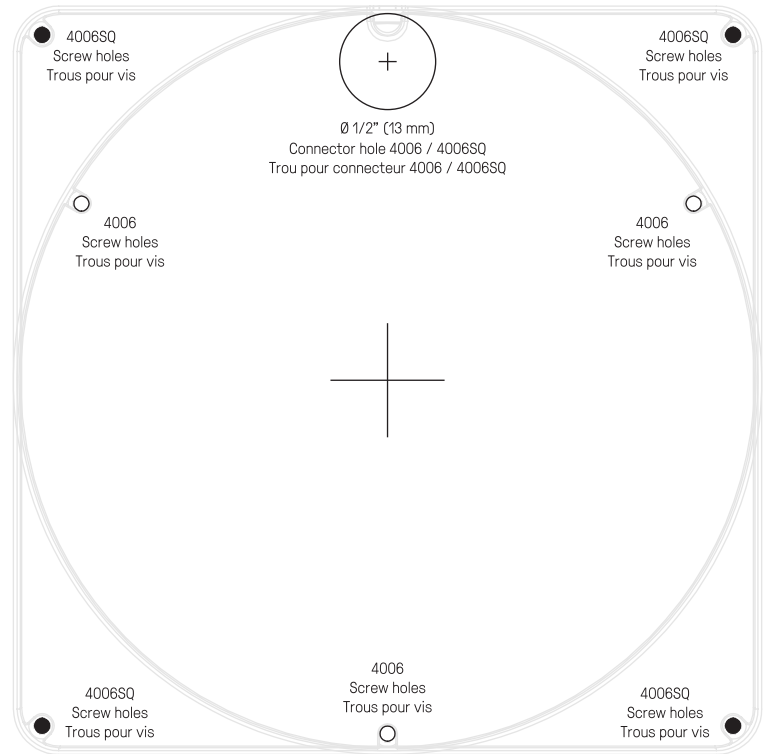 4006SQ
Screw holes
Trous pour vis
4006SQ
Screw holes
Trous pour vis
Ø 1/2" (13 mm)
Connector hole 4006 / 4006SQ
Trou pour connecteur 4006 / 4006SQ
4006
Screw holes
Trous pour vis
4006
Screw holes
Trous pour vis
4006
Screw holes
Trous pour vis
4006SQ
Screw holes
Trous pour vis
4006SQ
Screw holes
Trous pour vis